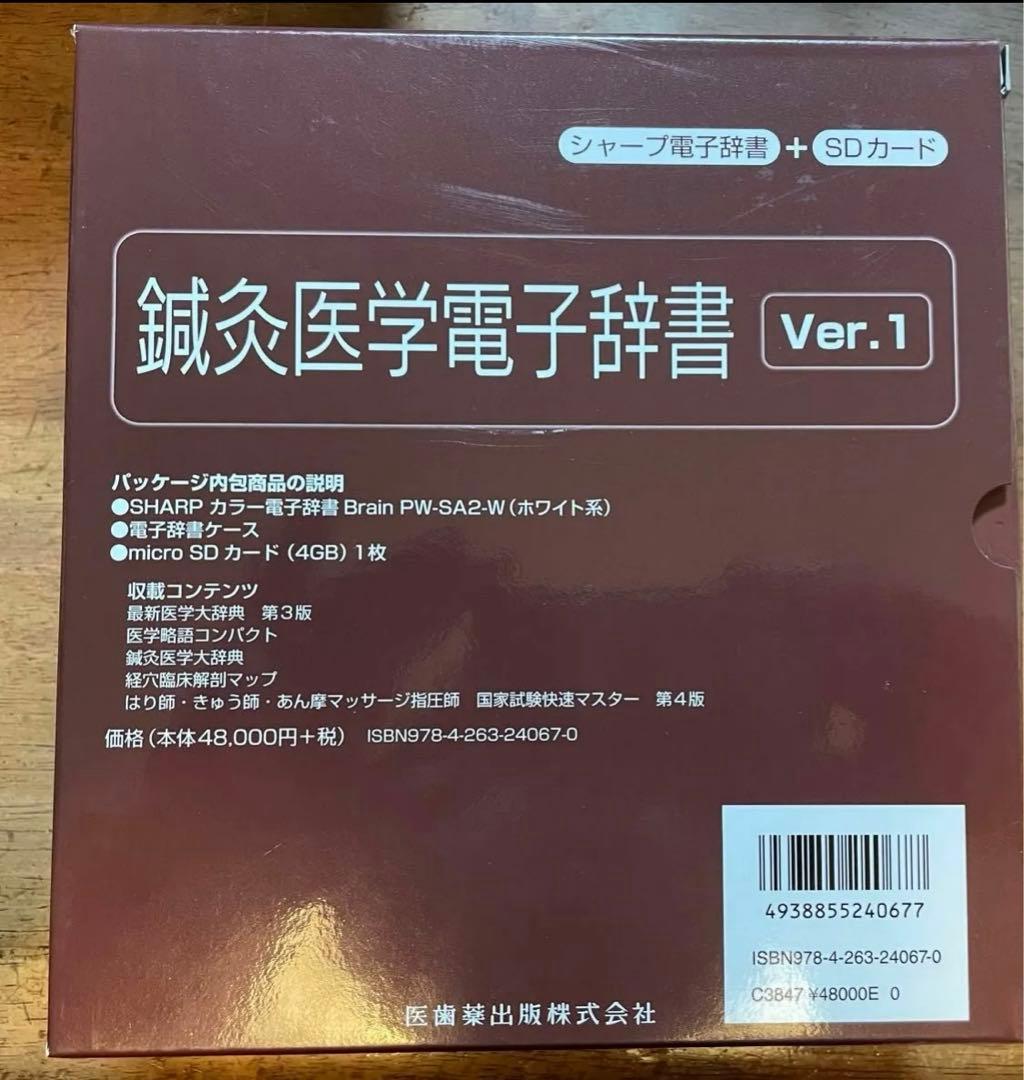 シャープ電子辞書 + SDカード
鍼灸医学電子辞書 Ver.1
パッケージ内包商品の説明
●SHARP カラー電子辞書 Brain PW-SA2-W（ホワイト系）
●電子辞書ケース
●micro SD カード（4GB）1枚
収載コンテンツ
最新医学大辞典　第3版
医学略語コンパクト
鍼灸医学大辞典
経穴臨床解剖マップ
はり師・きゅう師・あん摩マッサージ指圧師　国家試験快速マスター　第4版
価格（本体48,000円＋税） ISBN978-4-263-24067-0
4938855240677
ISBN978-4-263-24067-0
C3847 ¥48000E 0
医歯薬出版株式会社